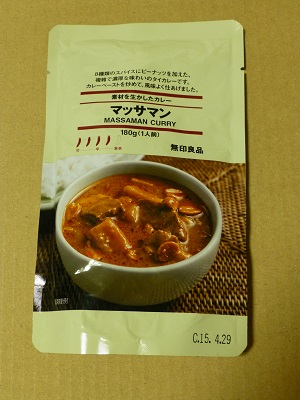 8種類のスパイスにピーナッツを加えた、
複雑で濃厚な味わいのタイカレーです。
カレーペーストを炒めて、風味よく仕上げました。
素材を生かしたカレー
マッサマン
MASSAMAN CURRY
180g(1人前)
無印良品
C.15. 4.29